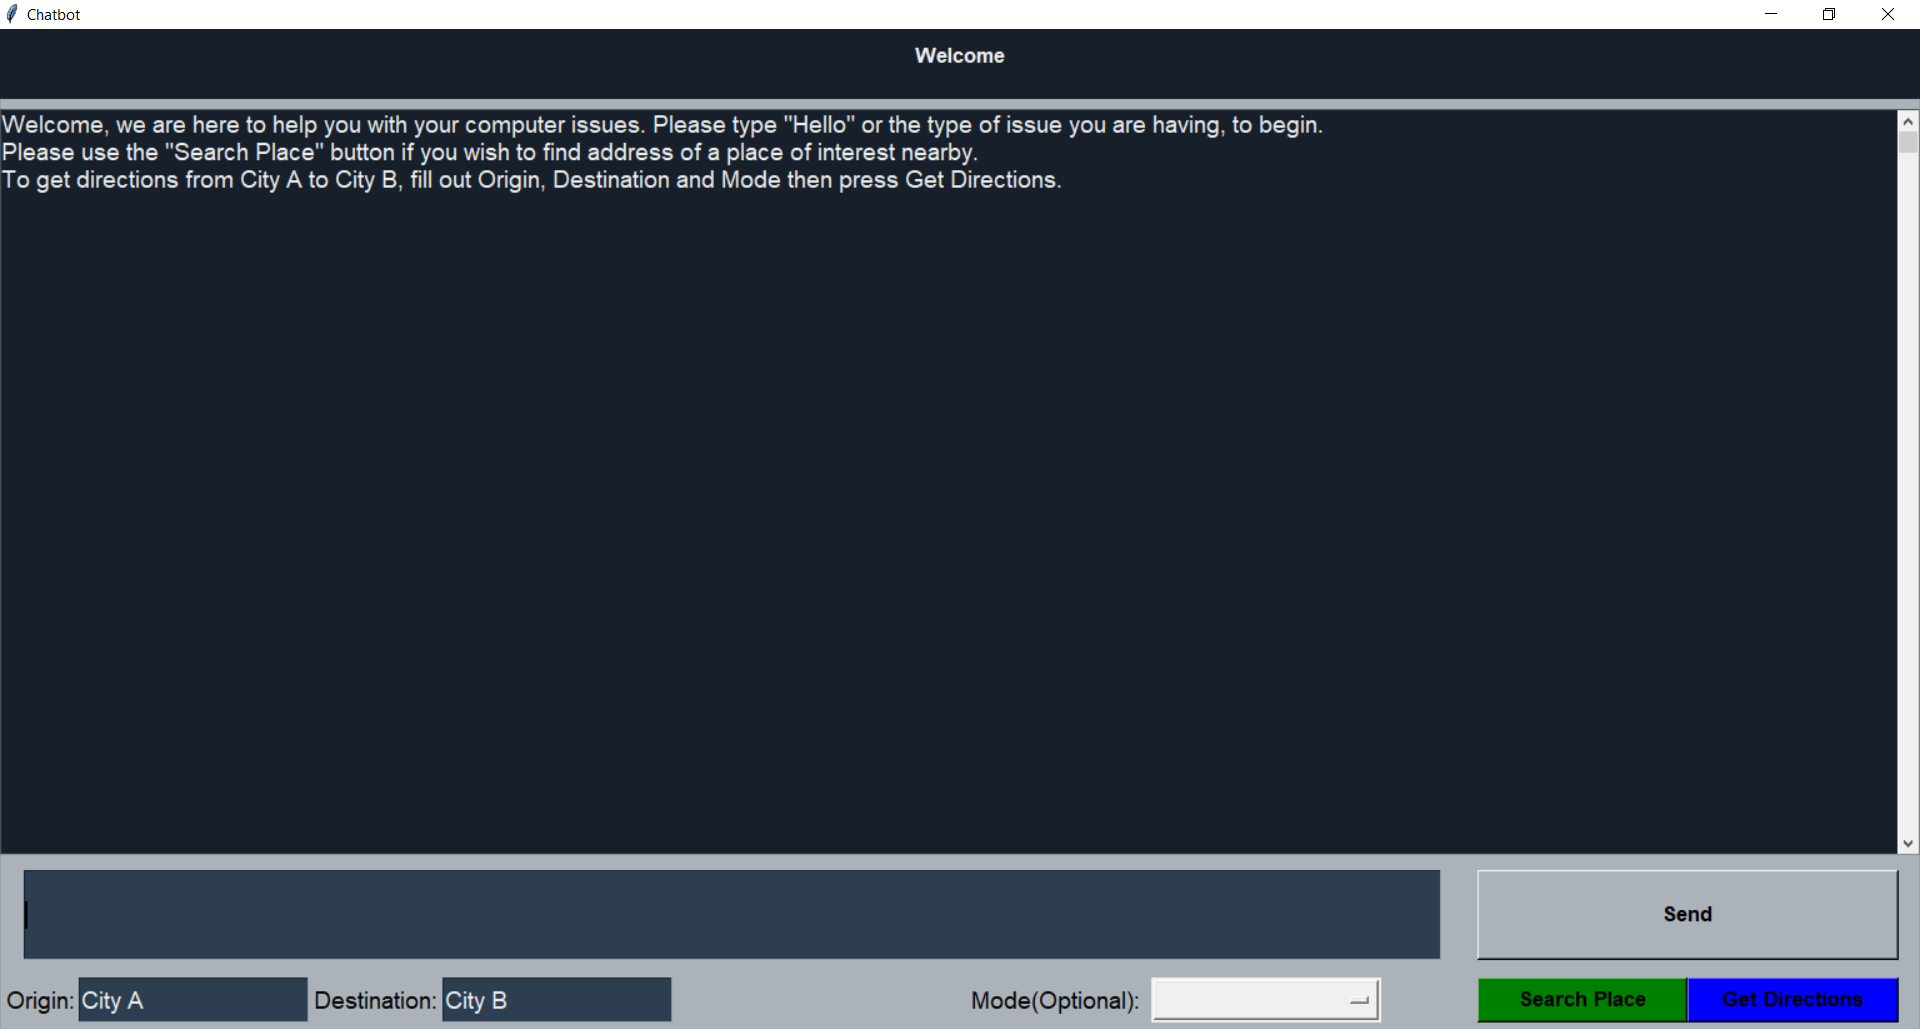 Chatbot
Welcome
Welcome, we are here to help you with your computer issues. Please type "Hello" or the type of issue you are having, to begin.
Please use the "Search Place" button if you wish to find address of a place of interest nearby.
To get directions from City A to City B, fill out Origin, Destination and Mode then press Get Directions.
Send
Origin: City A Destination: City B Mode(Optional): Search Place Get Directions